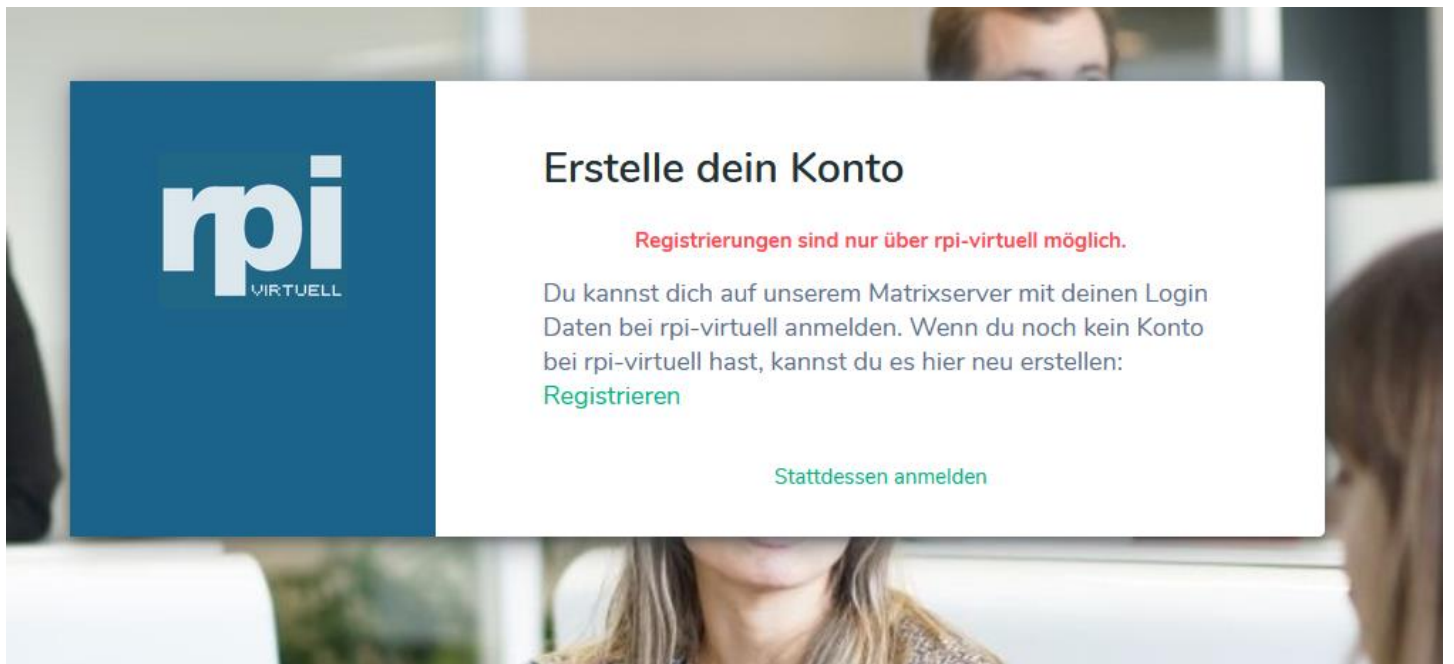 rpi
VIRTUELL
Erstelle dein Konto
Registrierungen sind nur über rpi-virtuell möglich.
Du kannst dich auf unserem Matrixserver mit deinen Login
Daten bei rpi-virtuell anmelden. Wenn du noch kein Konto
bei rpi-virtuell hast, kannst du es hier neu erstellen:
Registrieren
Stattdessen anmelden